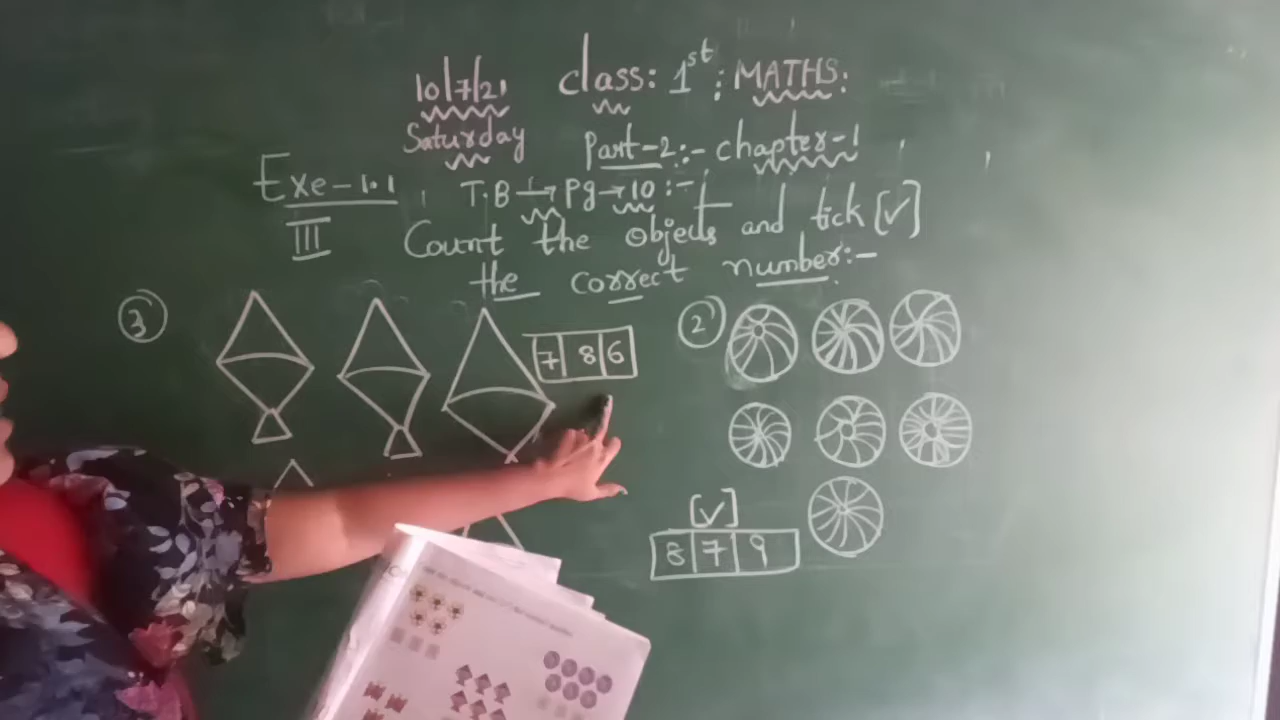 10/7/21 class: 1st : MATHS:
Saturday Part-2:- chapter-1
Exe-1.1 T.B → Pg → 10 :-
III Count the objects and tick [✓]
the correct number:-
3 7 8 6 2
[✓]
8 7 9